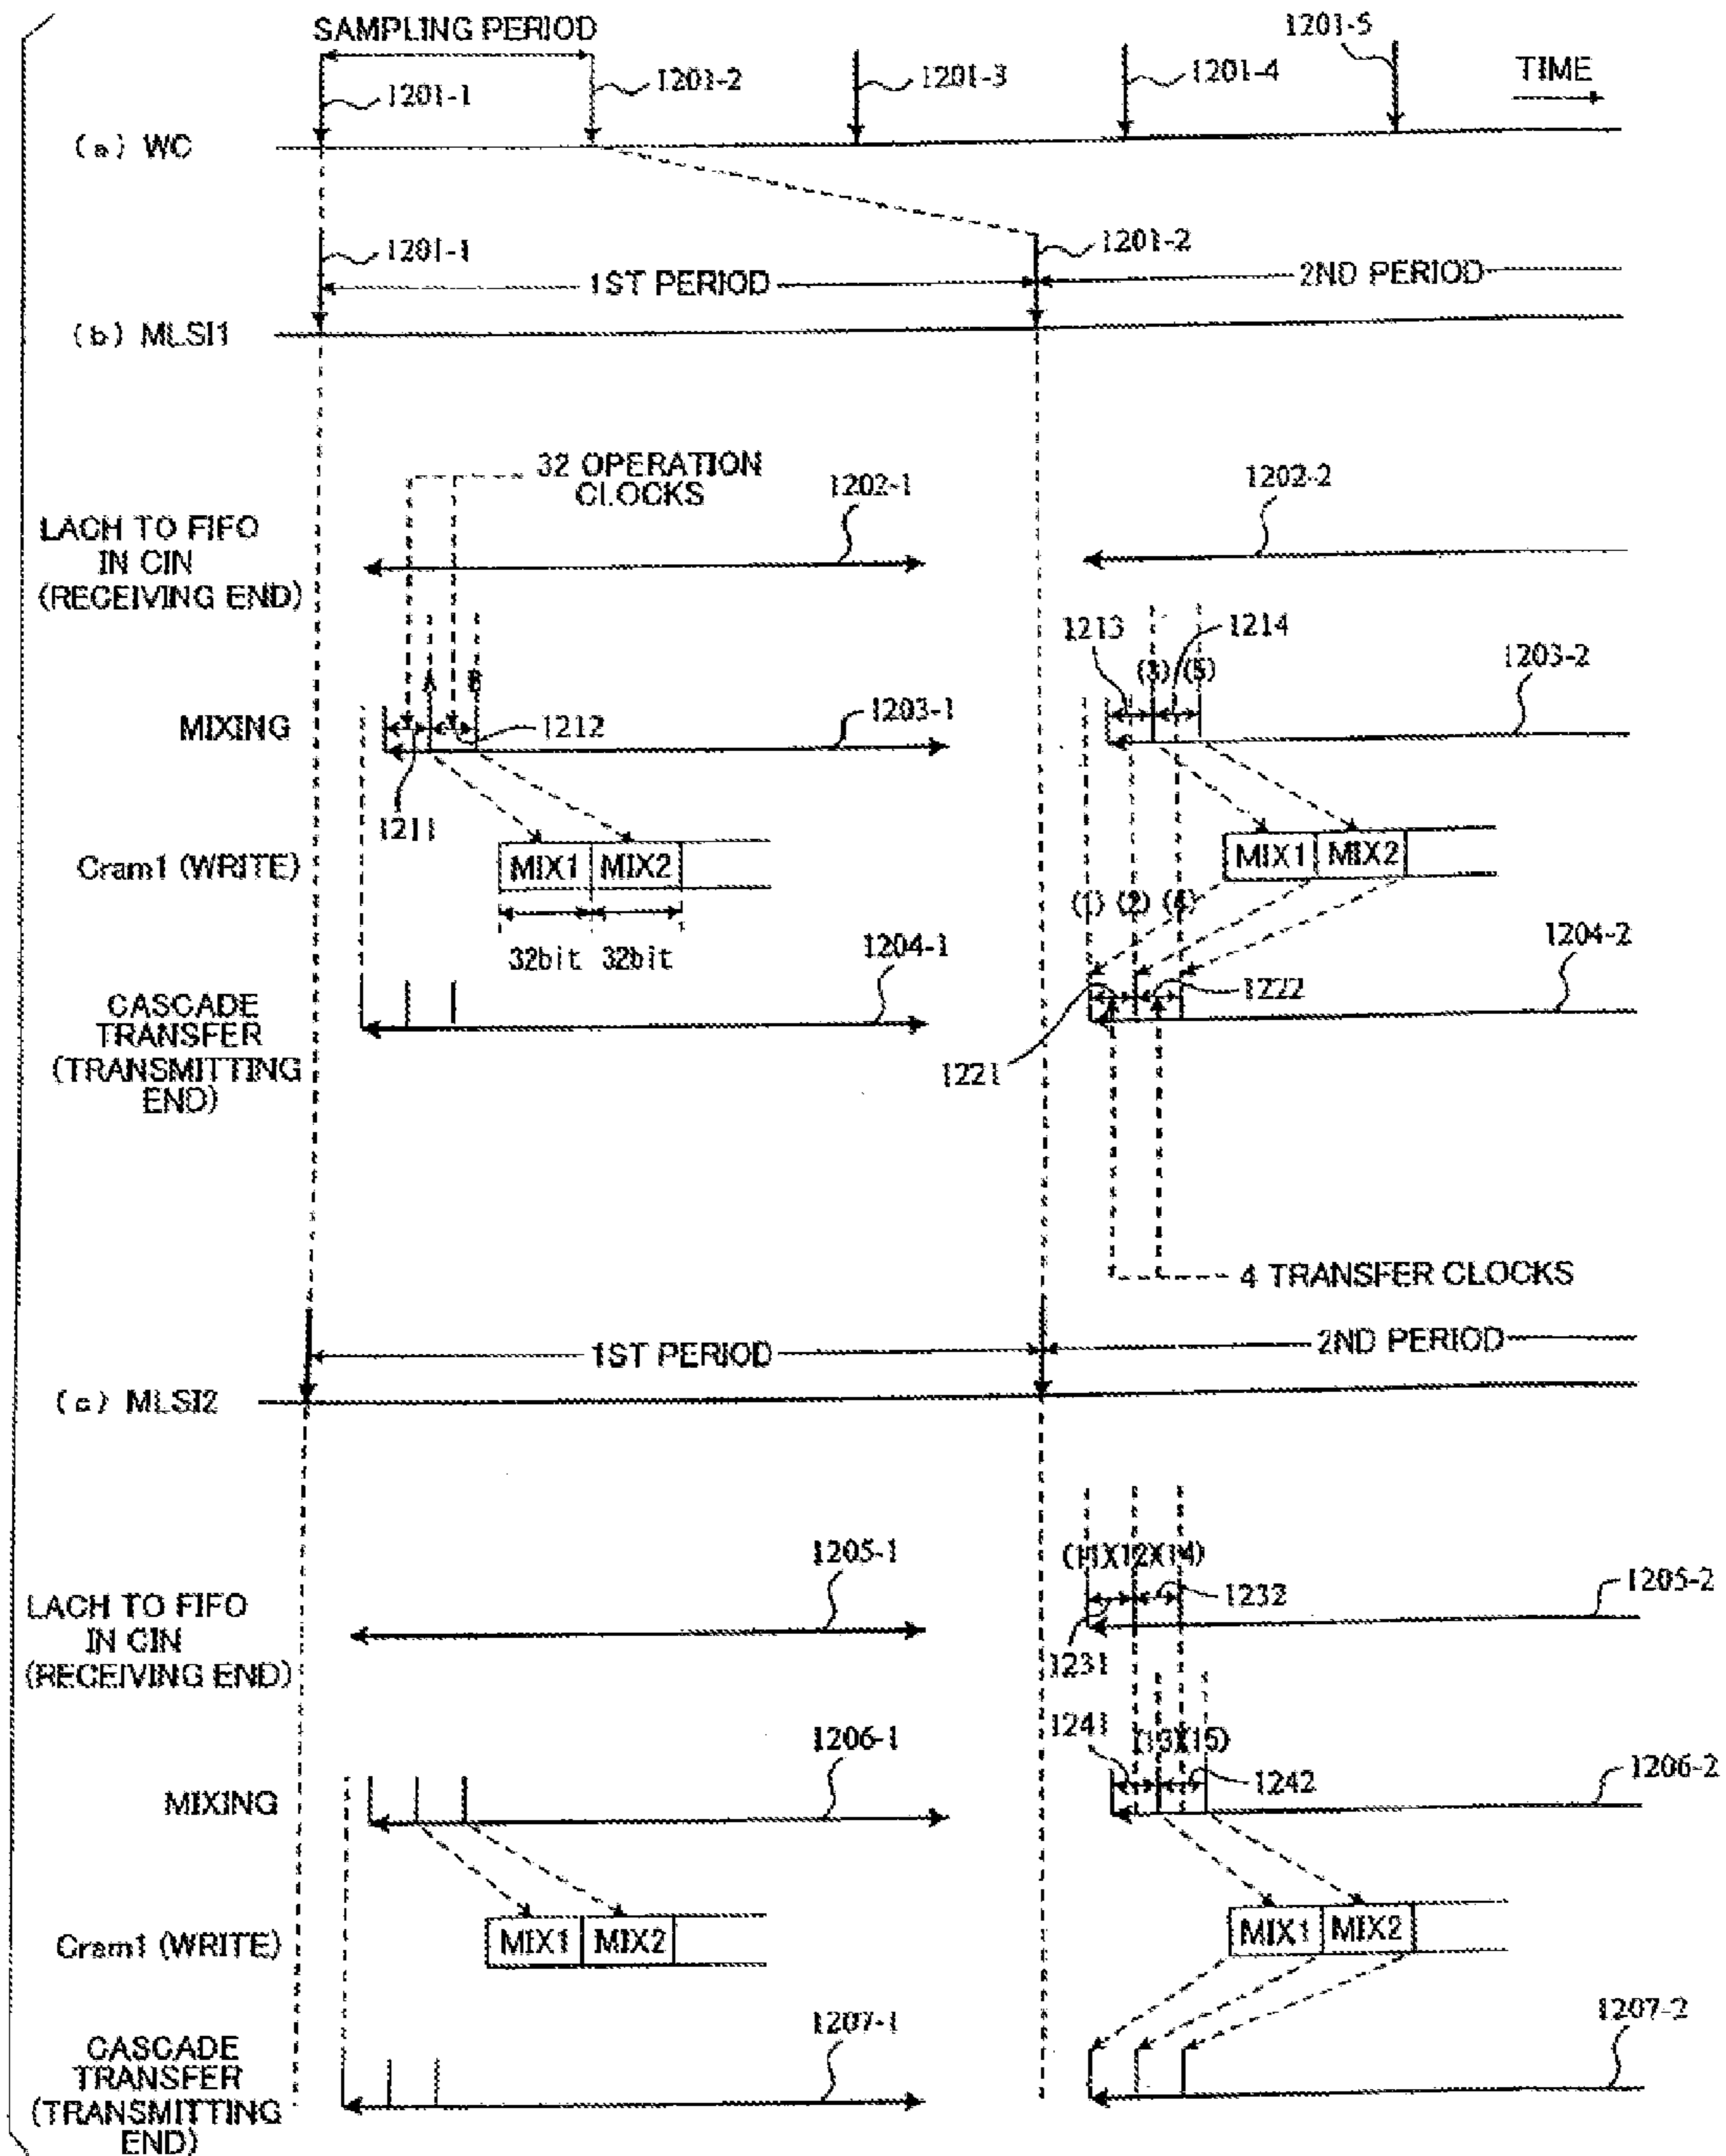 SAMPLING PERIOD
1201-1
1201-2
1201-3
1201-4
1201-5
TIME
(a) WC
1201-1
1201-2
1ST PERIOD
2ND PERIOD
(b) MLSI1
32 OPERATION
CLOCKS
1202-1
1202-2
LACH TO FIFO
IN CIN
(RECEIVING END)
A
B
1213
1214
(3) (5)
1203-2
MIXING
1212
1203-1
1211
Cram1 (WRITE)
MIX1 MIX2
MIX1 MIX2
(1) (2) (4)
32bit 32bit
1204-1
1204-2
CASCADE
TRANSFER
(TRANSMITTING
END)
1222
1221
4 TRANSFER CLOCKS
1ST PERIOD
2ND PERIOD
(c) MLSI2
1205-1
(11)(12)(14)
1232
1205-2
LACH TO FIFO
IN CIN
(RECEIVING END)
1231
1241
(13)(15)
1206-1
1242
1206-2
MIXING
Cram1 (WRITE)
MIX1 MIX2
MIX1 MIX2
1207-1
1207-2
CASCADE
TRANSFER
(TRANSMITTING
END)